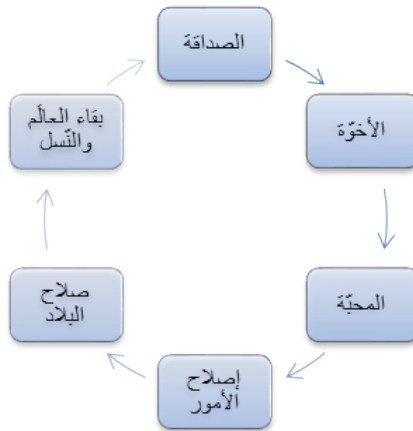 الصداقة
الأخوّة
المحبّة
إصلاح
الأمور
صلاح
البلاد
بقاء العالَم
والنّسل